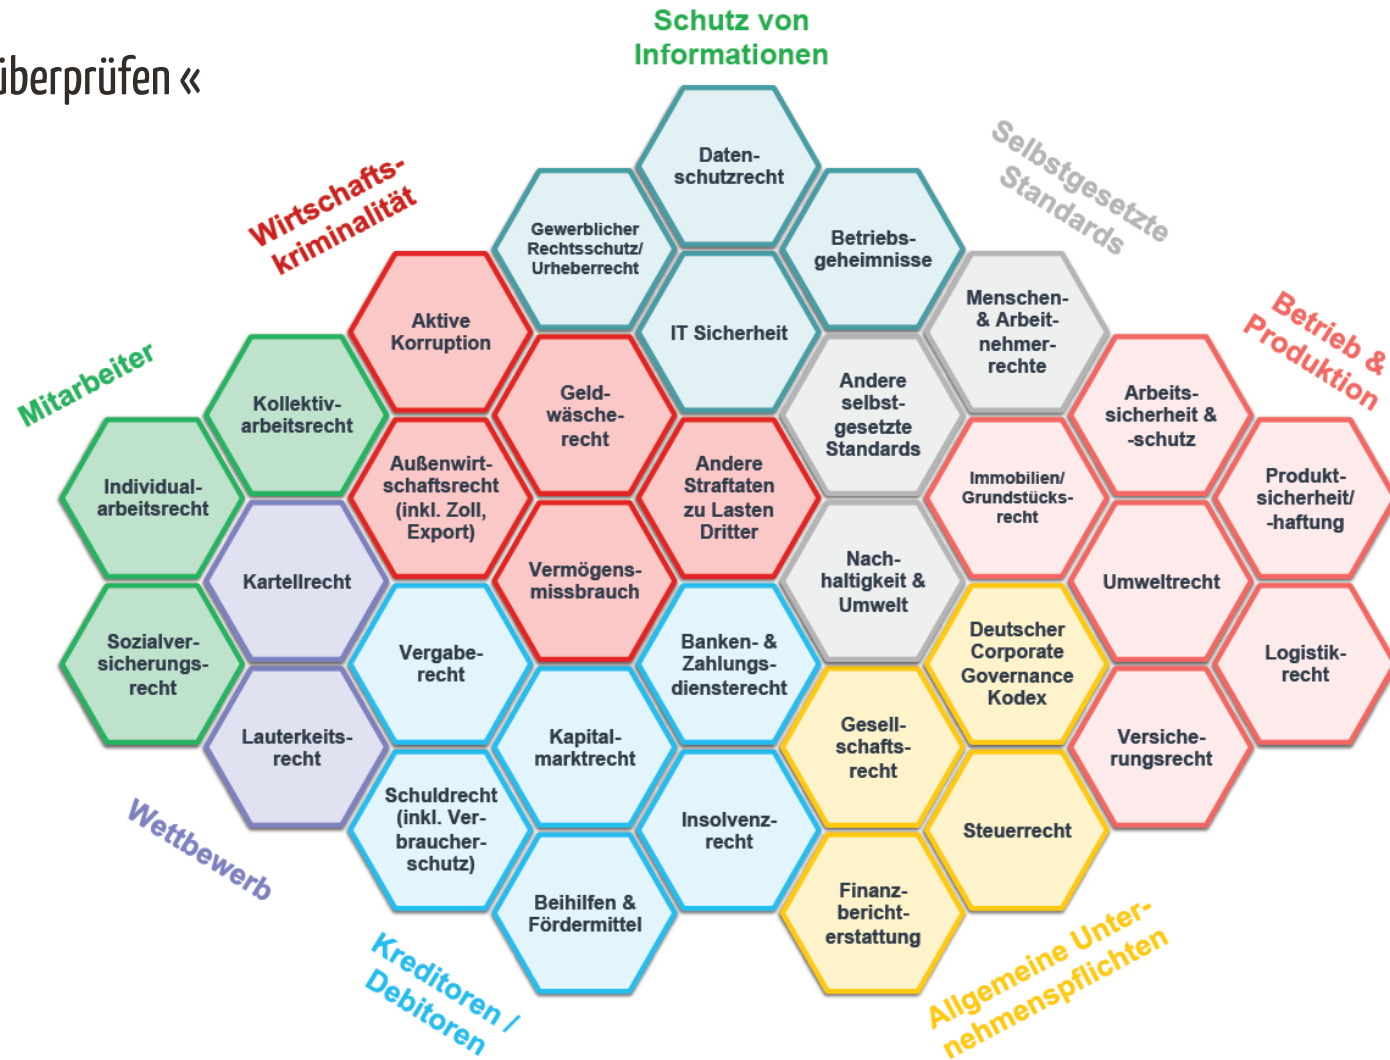 überprüfen «
Schutz von
Informationen
Wirtschafts-
kriminalität
Selbstgesetzte
Standards
Betrieb &
Produktion
Mitarbeiter
Wettbewerb
Kreditoren /
Debitoren
Allgemeine Unter-
nehmenspflichten
Daten-
schutzrecht
Gewerblicher
Rechtsschutz/
Urheberrecht
Betriebs-
geheimnisse
IT Sicherheit
Aktive
Korruption
Menschen-
& Arbeit-
nehmer-
rechte
Kollektiv-
arbeitsrecht
Geld-
wäsche-
recht
Andere
selbst-
gesetzte
Standards
Arbeits-
sicherheit &
-schutz
Individual-
arbeitsrecht
Außenwirt-
schaftsrecht
(inkl. Zoll,
Export)
Andere
Straftaten
zu Lasten
Dritter
Immobilien/
Grundstücks-
recht
Produkt-
sicherheit/
-haftung
Kartellrecht
Vermögens-
missbrauch
Nach-
haltigkeit &
Umwelt
Umweltrecht
Sozialver-
sicherungs-
recht
Vergabe-
recht
Banken- &
Zahlungs-
diensterecht
Deutscher
Corporate
Governance
Kodex
Logistik-
recht
Lauterkeits-
recht
Kapital-
marktrecht
Gesell-
schafts-
recht
Versiche-
rungsrecht
Schuldrecht
(inkl. Ver-
braucher-
schutz)
Insolvenz-
recht
Steuerrecht
Beihilfen &
Fördermittel
Finanz-
bericht-
erstattung